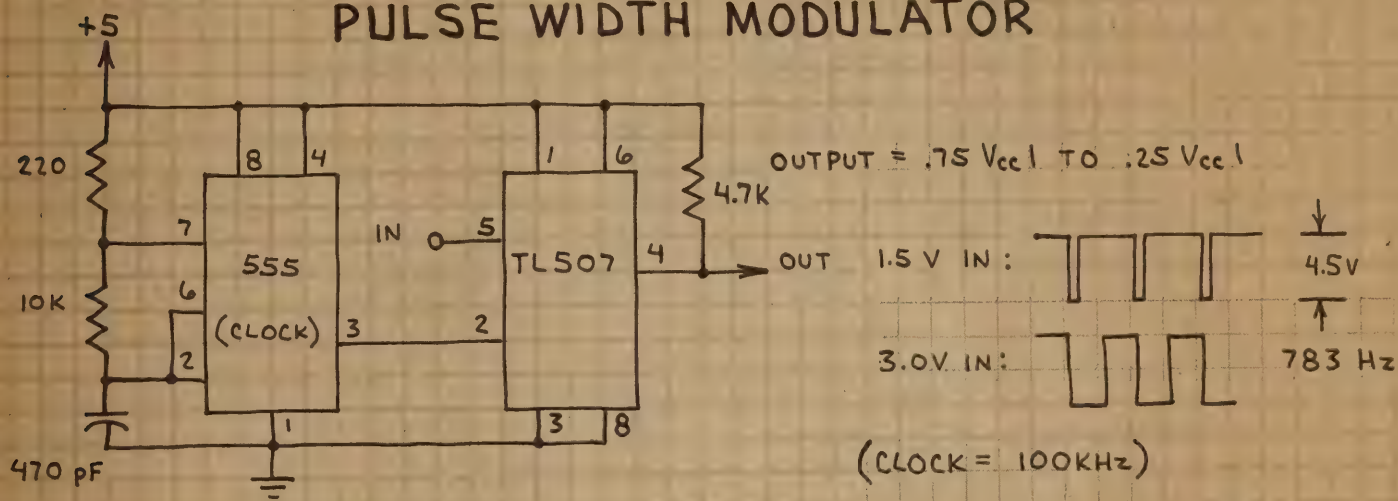 PULSE WIDTH MODULATOR
+5
220
10K
470 pF
8 4
7
6
2
555
(CLOCK)
3
1
IN
5
2
1 6
TL507
4
3 8
4.7K
OUT
OUTPUT = .75 Vcc1 TO .25 Vcc1
1.5 V IN:
4.5V
3.0V IN:
783 Hz
(CLOCK = 100KHz)